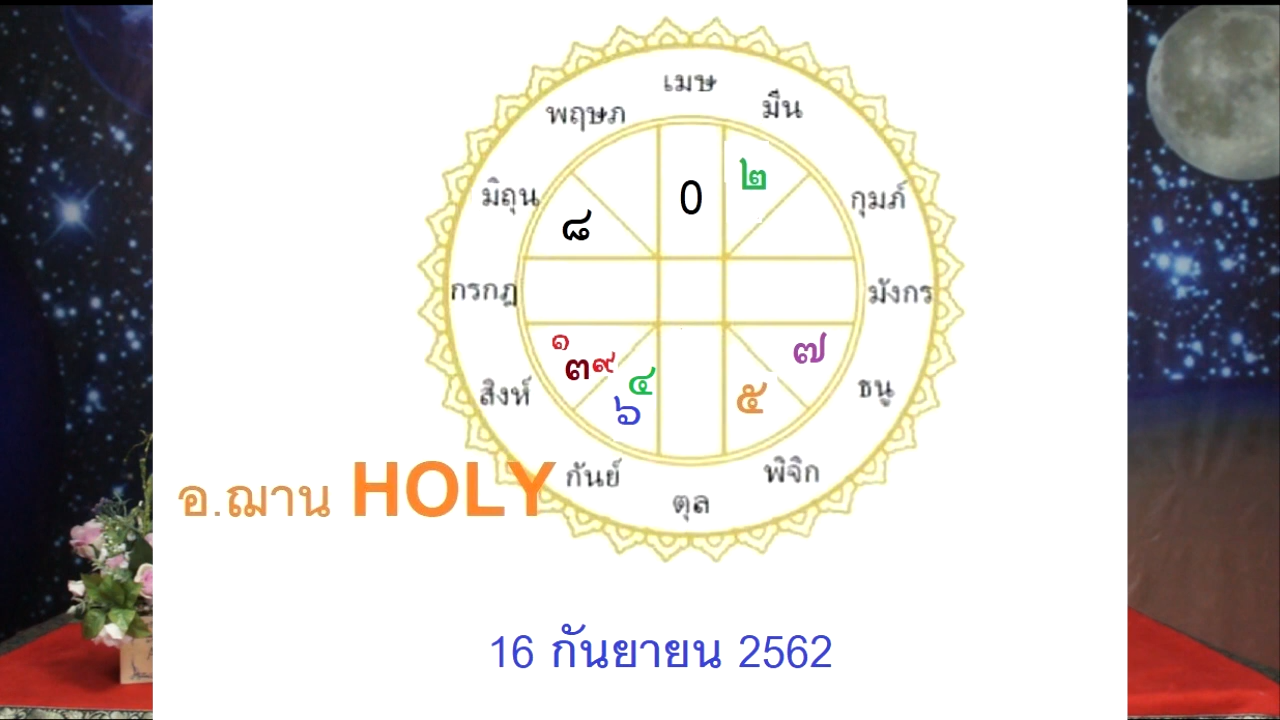 เมษ
พฤษภ
มีน
มิถุน
กุมภ์
๒
0
๘
กรกฎ
มังกร
๑
๓ ๙
๗
๔
๖
๕
สิงห์
ธนู
กันย์
พิจิก
ตุล
อ.ฌาน HOLY
16 กันยายน 2562